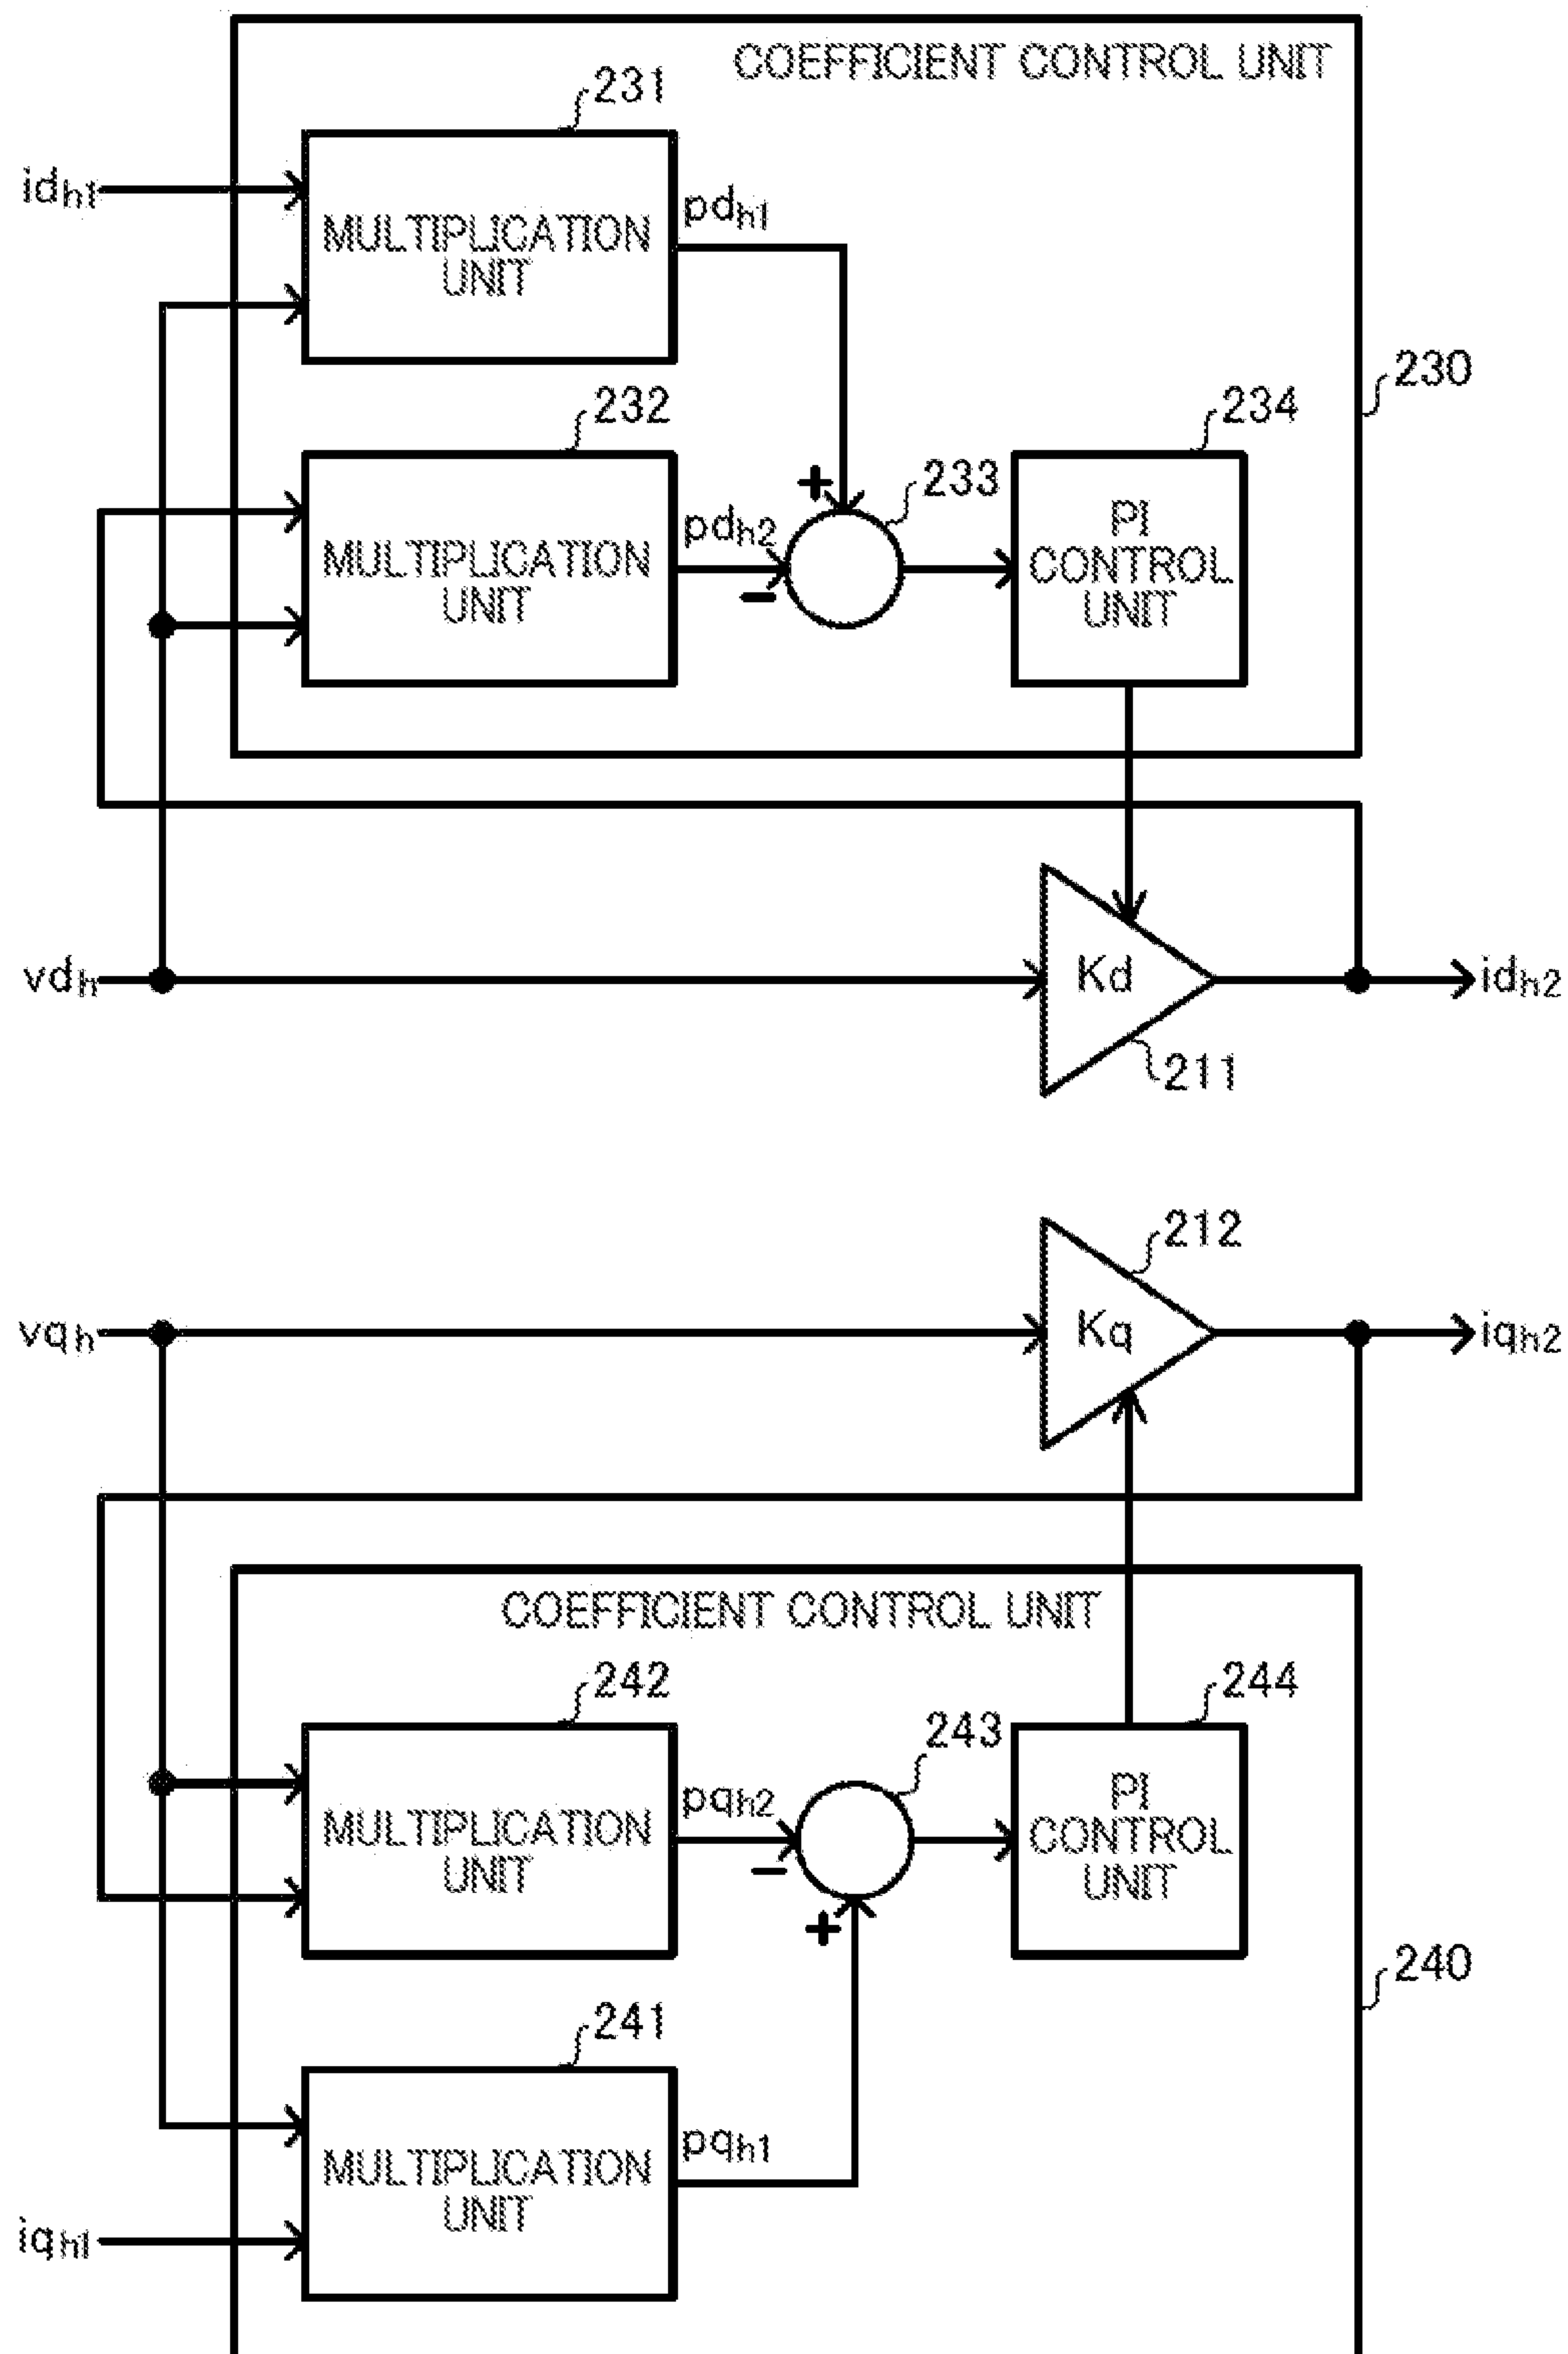 COEFFICIENT CONTROL UNIT
231
idh1
MULTIPLICATION
UNIT
pdh1
230
232
234
233
MULTIPLICATION
UNIT
pdh2
+
−
PI
CONTROL
UNIT
vdh
Kd
idh2
211
212
vqh
Kq
iqh2
COEFFICIENT CONTROL UNIT
242
244
243
MULTIPLICATION
UNIT
pqh2
−
+
PI
CONTROL
UNIT
240
241
MULTIPLICATION
UNIT
pqh1
iqh1